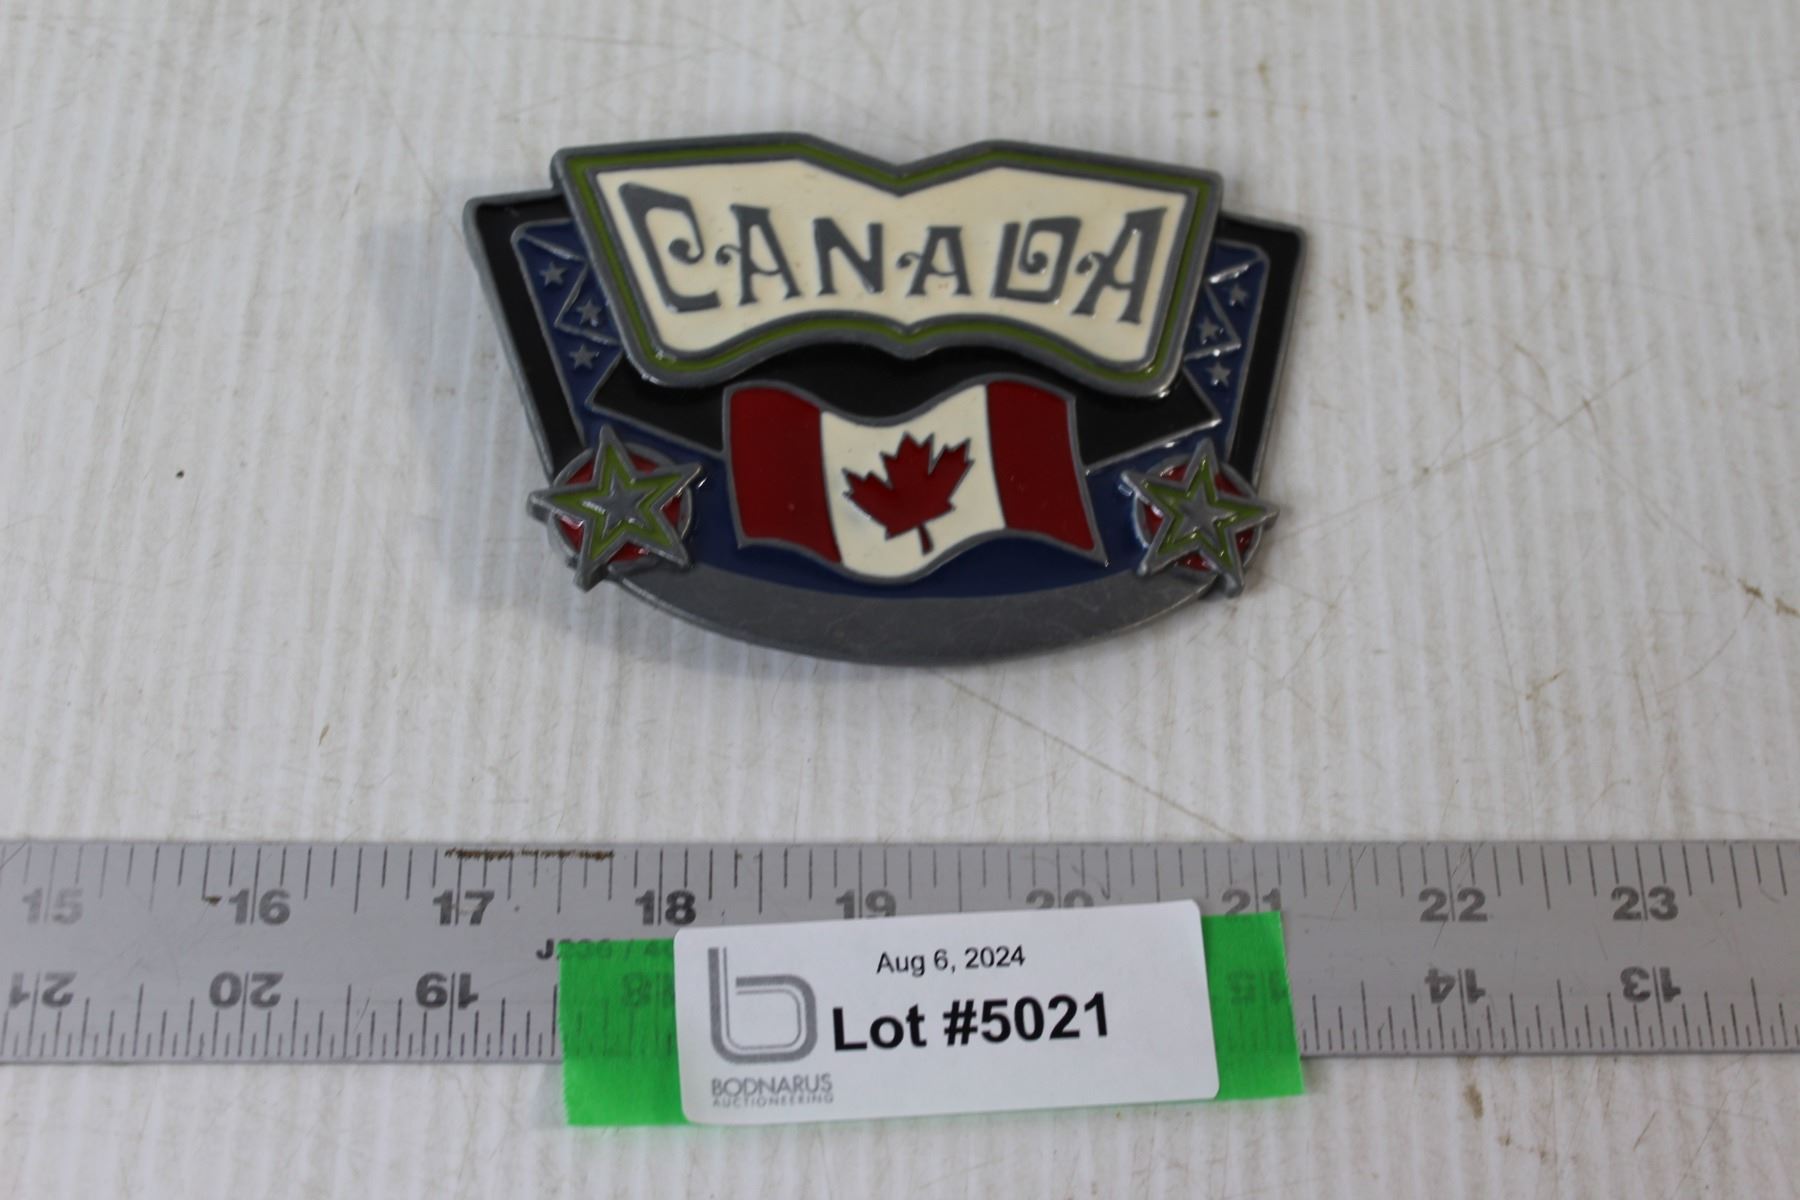 CANADA
15 16 17 18 19 20 21 22 23
21 20 19 18 15 14 13
Aug 6, 2024
Lot #5021
BODNARUS
AUCTIONEERING